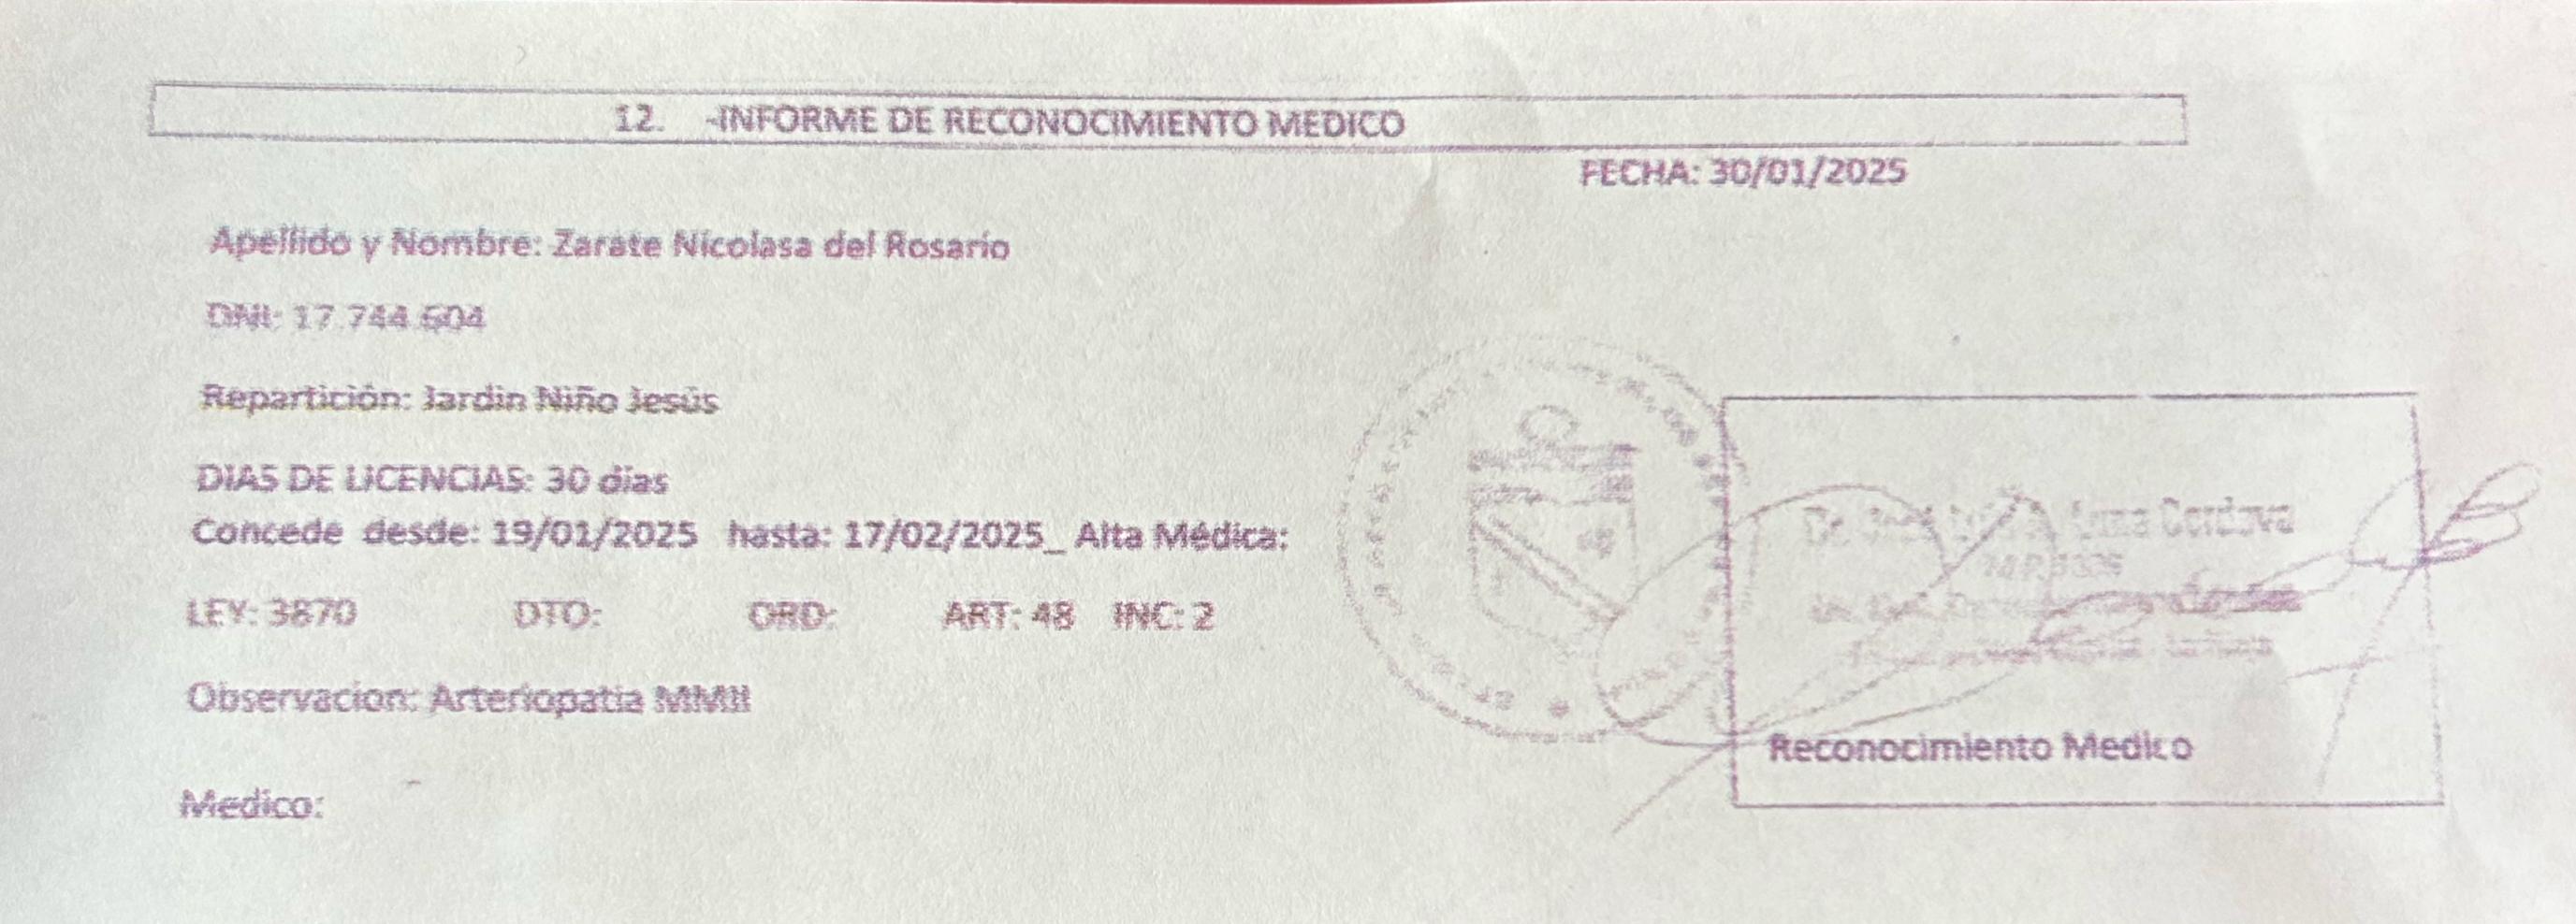 12. -INFORME DE RECONOCIMIENTO MEDICO
FECHA: 30/01/2025
Apellido y Nombre: Zarate Nicolasa del Rosario
DNI: 17.744.604
Repartición: Jardin Niño Jesús
DIAS DE LICENCIAS: 30 días
Concede desde: 19/01/2025 hasta: 17/02/2025_ Alta Médica:
LEY: 3870 DTO: ORD: ART: 48 INC: 2
Observacion: Arteriopatia MMII
Cordova
Reconocimiento Medico
Medico: